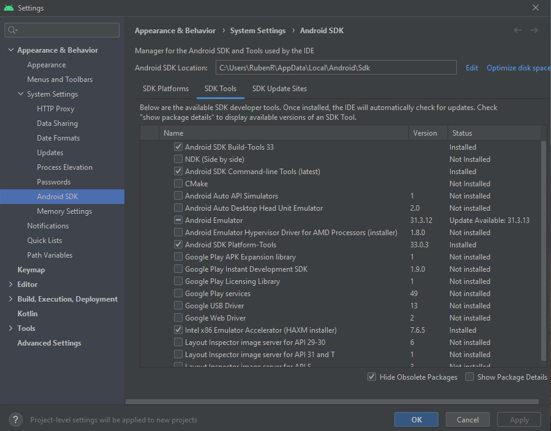 Settings
Appearance & Behavior
Appearance
Menus and Toolbars
System Settings
HTTP Proxy
Data Sharing
Date Formats
Updates
Process Elevation
Passwords
Android SDK
Memory Settings
Notifications
Quick Lists
Path Variables
Keymap
Editor
Build, Execution, Deployment
Kotlin
Tools
Advanced Settings
Appearance & Behavior › System Settings › Android SDK
Manager for the Android SDK and Tools used by the IDE
Android SDK Location: C:\Users\RubenR\AppData\Local\Android\Sdk Edit Optimize disk space
SDK Platforms SDK Tools SDK Update Sites
Below are the available SDK developer tools. Once installed, the IDE will automatically check for updates. Check
"show package details" to display available versions of an SDK Tool.
Name Version Status
Android SDK Build-Tools 33 Installed
NDK (Side by side) Not Installed
Android SDK Command-line Tools (latest) Installed
CMake Not Installed
Android Auto API Simulators 1 Not installed
Android Auto Desktop Head Unit Emulator 2.0 Not installed
Android Emulator 31.3.12 Update Available: 31.3.13
Android Emulator Hypervisor Driver for AMD Processors (installer) 1.8.0 Not installed
Android SDK Platform-Tools 33.0.3 Installed
Google Play APK Expansion library 1 Not installed
Google Play Instant Development SDK 1.9.0 Not installed
Google Play Licensing Library 1 Not installed
Google Play services 49 Not installed
Google USB Driver 13 Not installed
Google Web Driver 2 Not installed
Intel x86 Emulator Accelerator (HAXM installer) 7.6.5 Installed
Layout Inspector image server for API 29-30 6 Not installed
Layout Inspector image server for API 31 and T 1 Not installed
Layout Inspector image server for API S 3 Not installed
Hide Obsolete Packages Show Package Details
? Project-level settings will be applied to new projects OK Cancel Apply